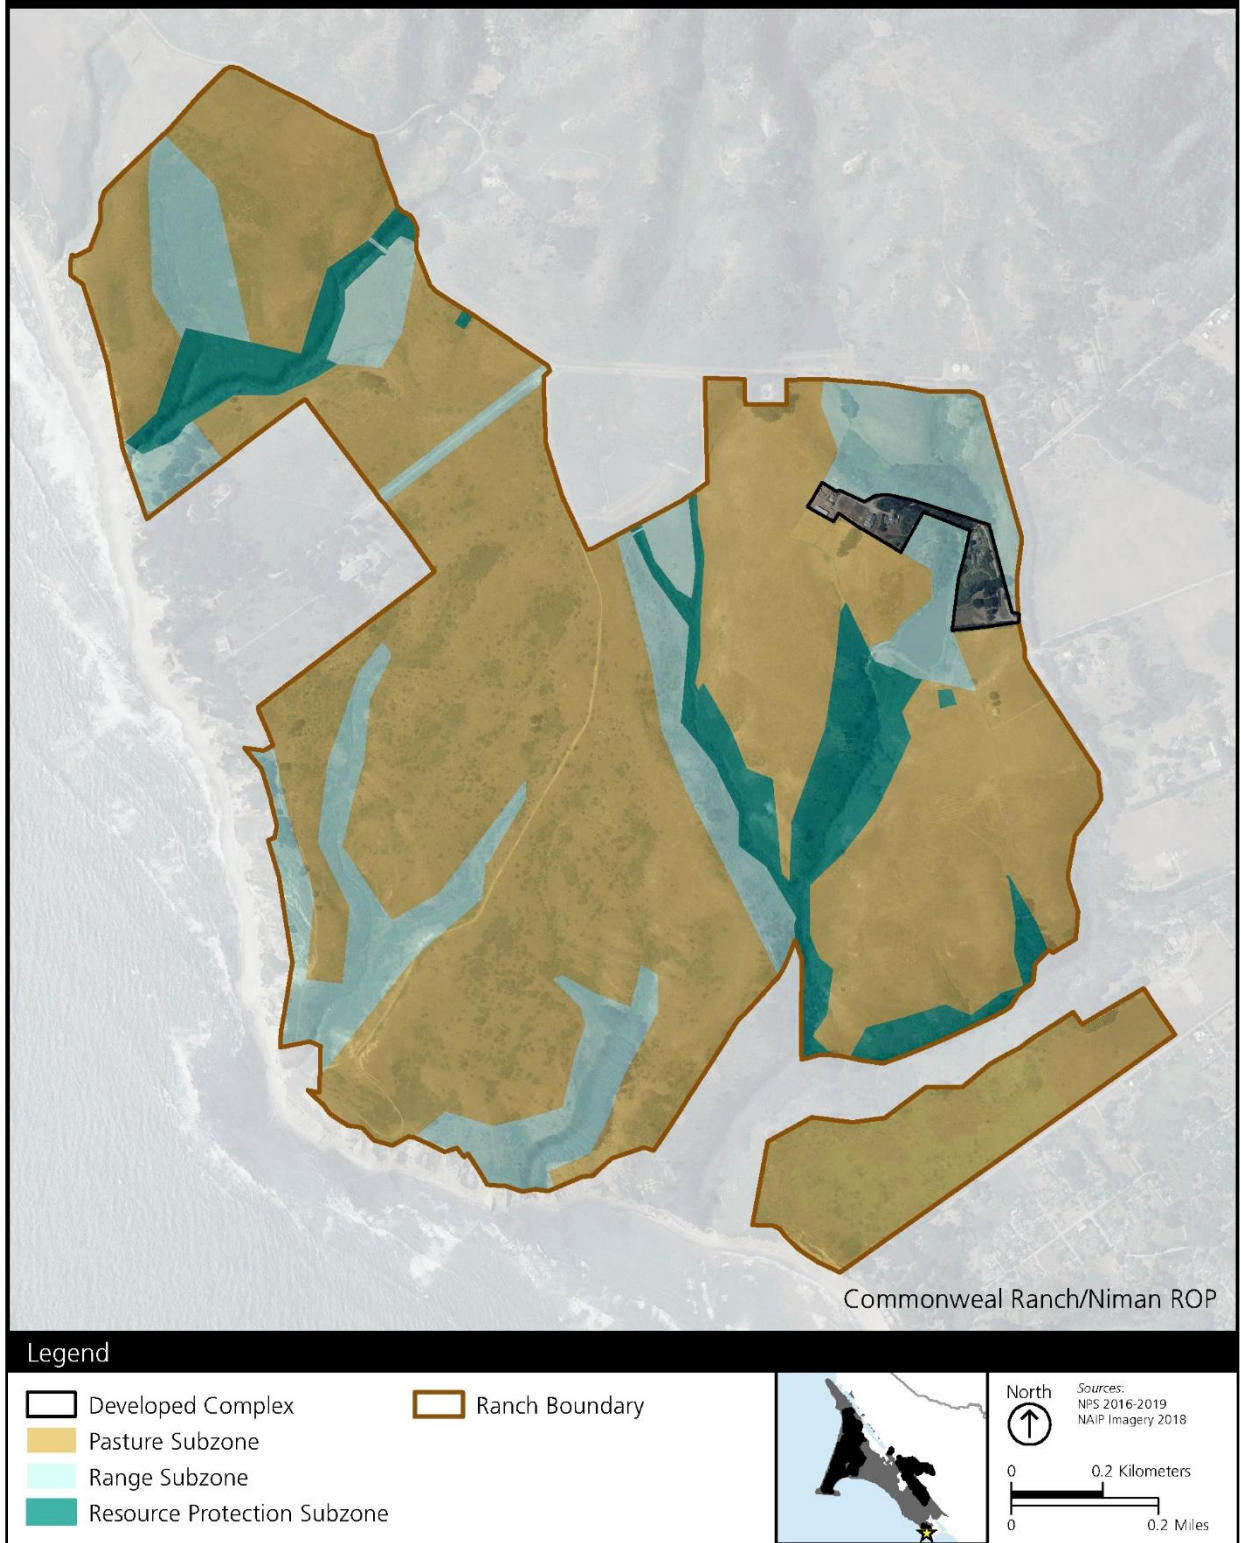 Commonweal Ranch/Niman ROP
Legend
Developed Complex
Pasture Subzone
Range Subzone
Resource Protection Subzone
Ranch Boundary
North
Sources:
NPS 2016-2019
NAIP Imagery 2018
0 0.2 Kilometers
0 0.2 Miles